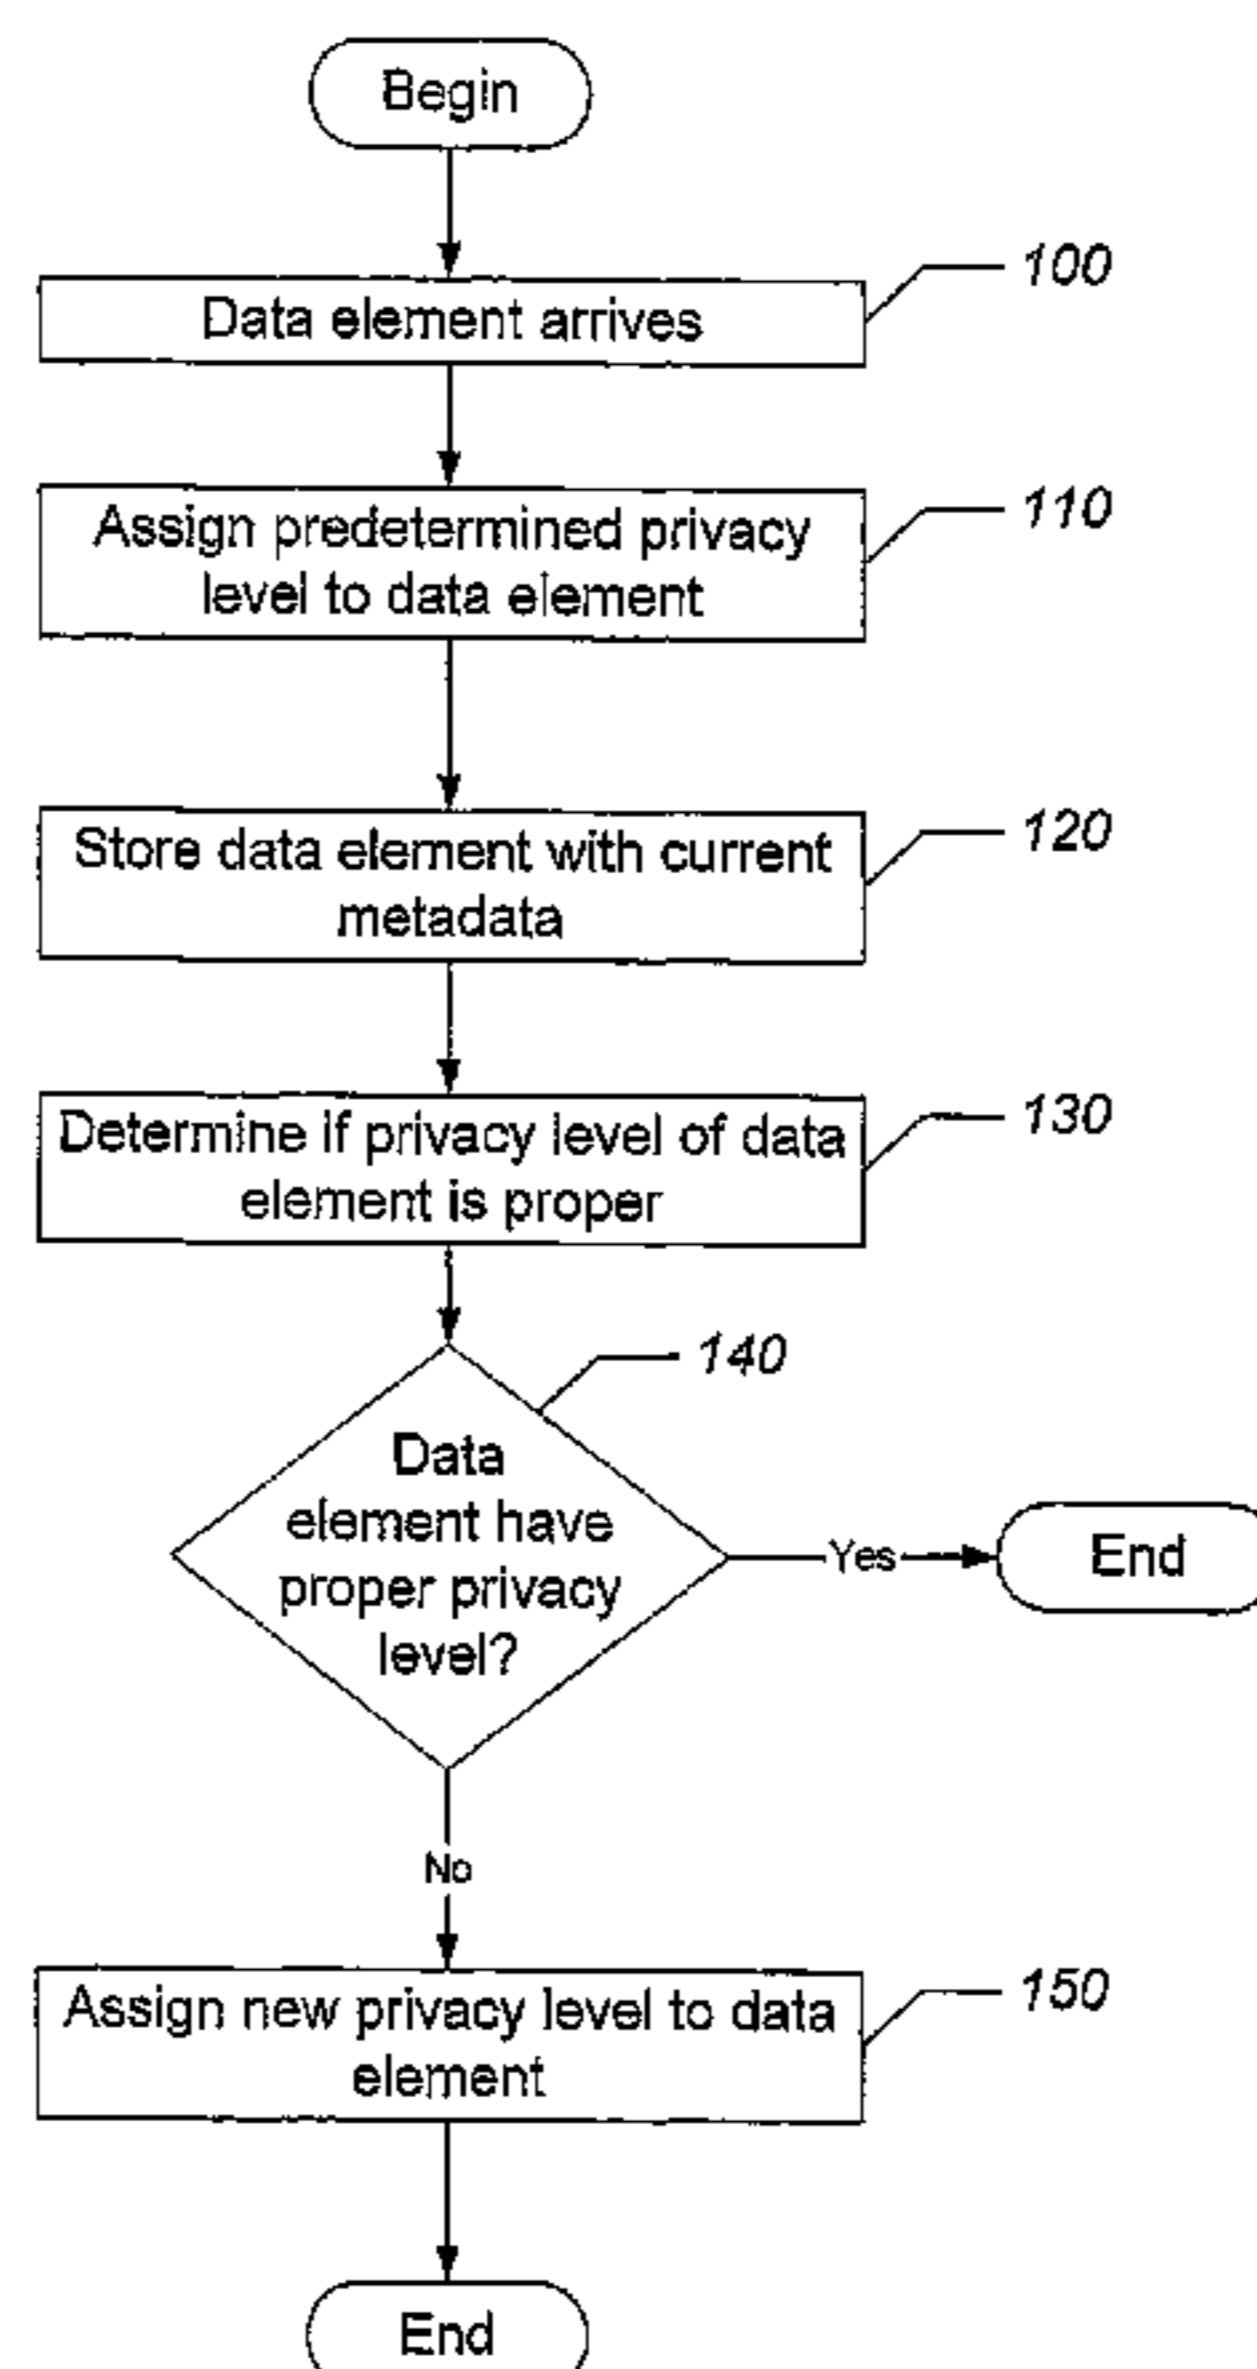 Begin
100
Data element arrives
110
Assign predetermined privacy
level to data element
120
Store data element with current
metadata
130
Determine if privacy level of data
element is proper
140
Data
element have
proper privacy
level?
Yes
End
No
150
Assign new privacy level to data
element
End